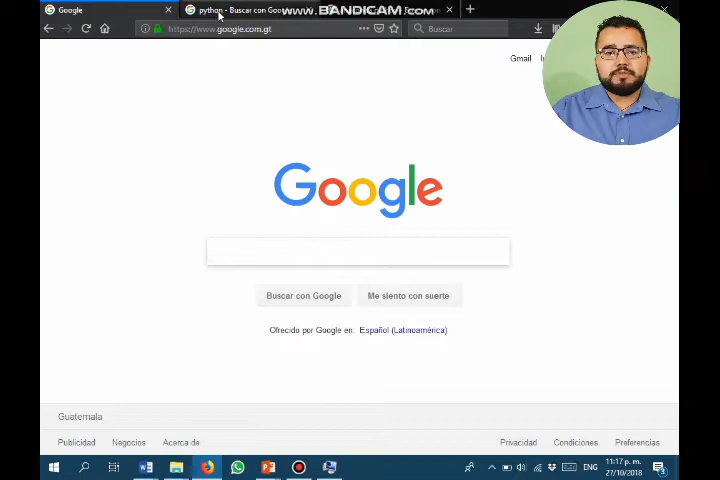 Google
python - Buscar con Goo
www.BANDICAM.com
https://www.google.com.gt
Buscar
Gmail
Google
Buscar con Google
Me siento con suerte
Ofrecido por Google en: Español (Latinoamérica)
Guatemala
Publicidad Negocios Acerca de
Privacidad Condiciones Preferencias
ENG
11:17 p. m.
27/10/2018
3